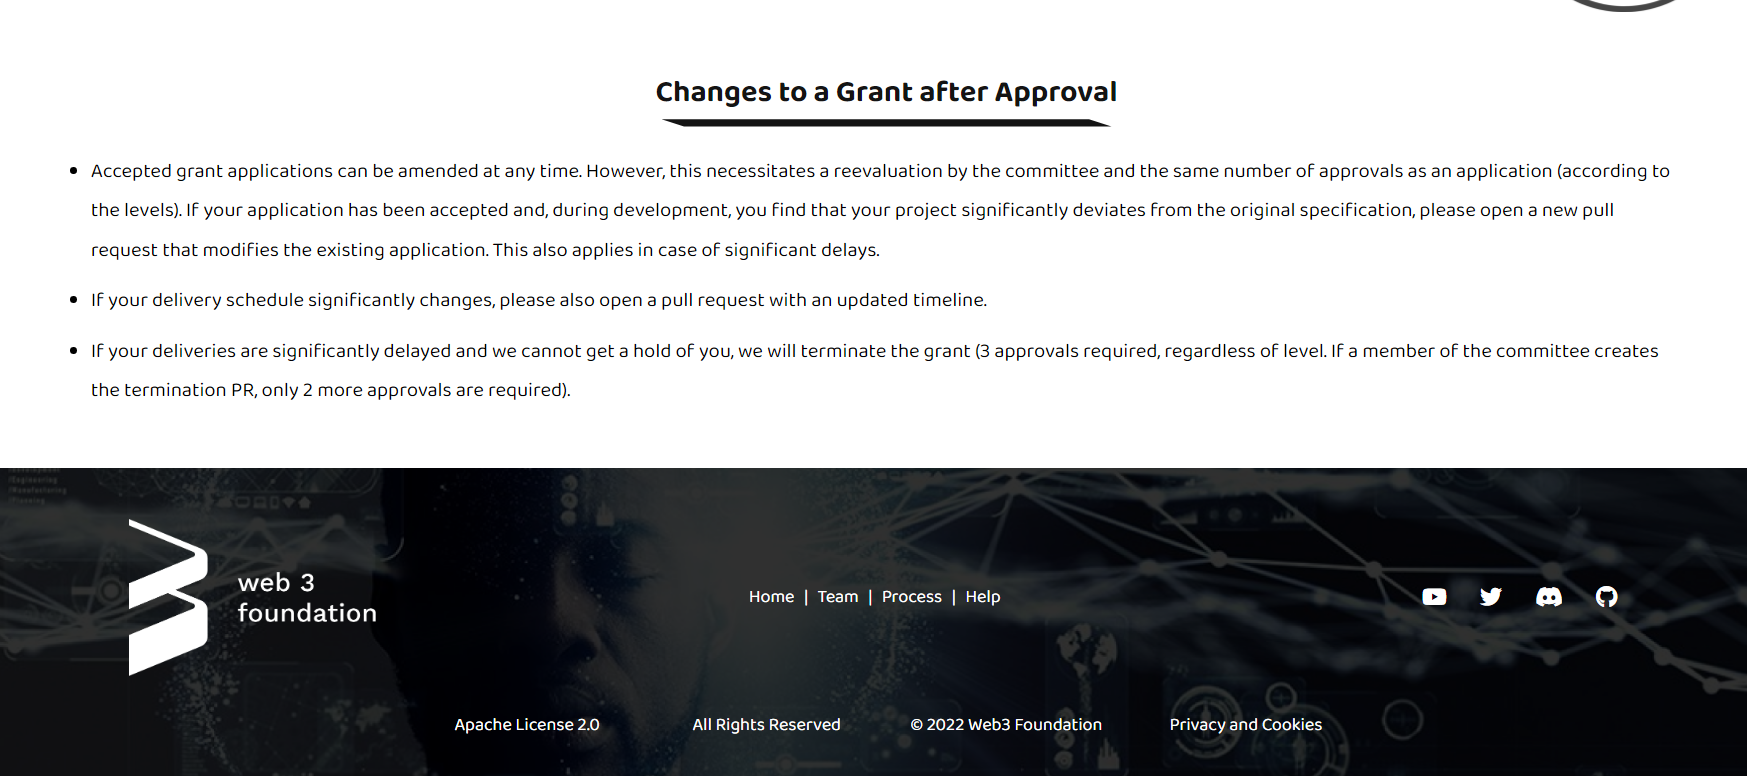 Changes to a Grant after Approval
Accepted grant applications can be amended at any time. However, this necessitates a reevaluation by the committee and the same number of approvals as an application (according to
the levels). If your application has been accepted and, during development, you find that your project significantly deviates from the original specification, please open a new pull
request that modifies the existing application. This also applies in case of significant delays.
If your delivery schedule significantly changes, please also open a pull request with an updated timeline.
If your deliveries are significantly delayed and we cannot get a hold of you, we will terminate the grant (3 approvals required, regardless of level. If a member of the committee creates
the termination PR, only 2 more approvals are required).
#Engineering
#Manufacturing
#Planning
web 3
foundation
Home | Team | Process | Help
Apache License 2.0 All Rights Reserved © 2022 Web3 Foundation Privacy and Cookies